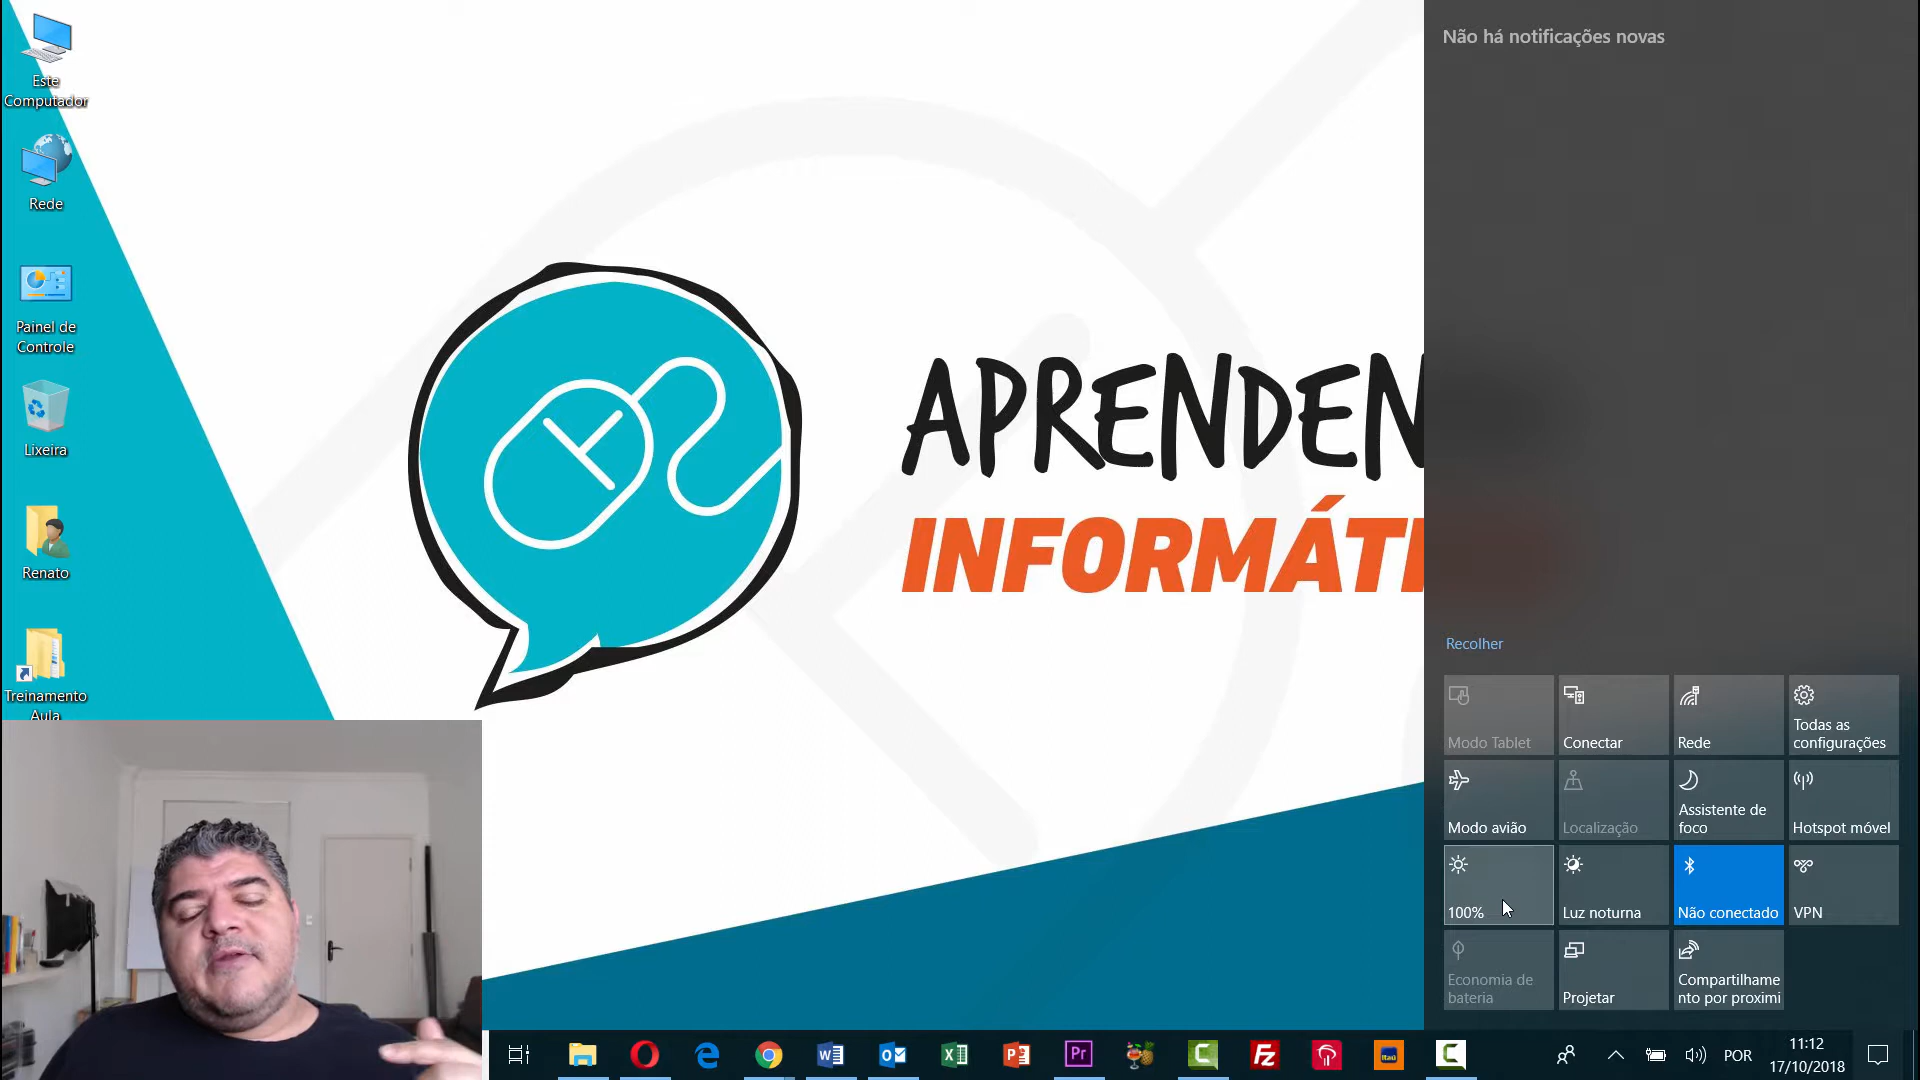 Este
Computador
Rede
Painel de
Controle
Lixeira
Renato
Treinamento
Aula
APRENDEN
INFORMÁTI
Não há notificações novas
Recolher
Modo Tablet
Conectar
Rede
Todas as
configurações
Modo avião
Localização
Assistente de
foco
Hotspot móvel
100%
Luz noturna
Não conectado
VPN
Economia de
bateria
Projetar
Compartilhame
nto por proximi
Pr
Itaú
POR
11:12
17/10/2018